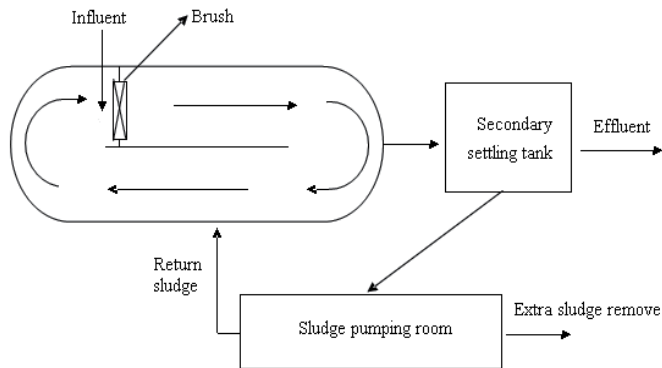 Influent
Brush
Secondary
settling tank
Effluent
Return
sludge
Sludge pumping room
Extra sludge remove